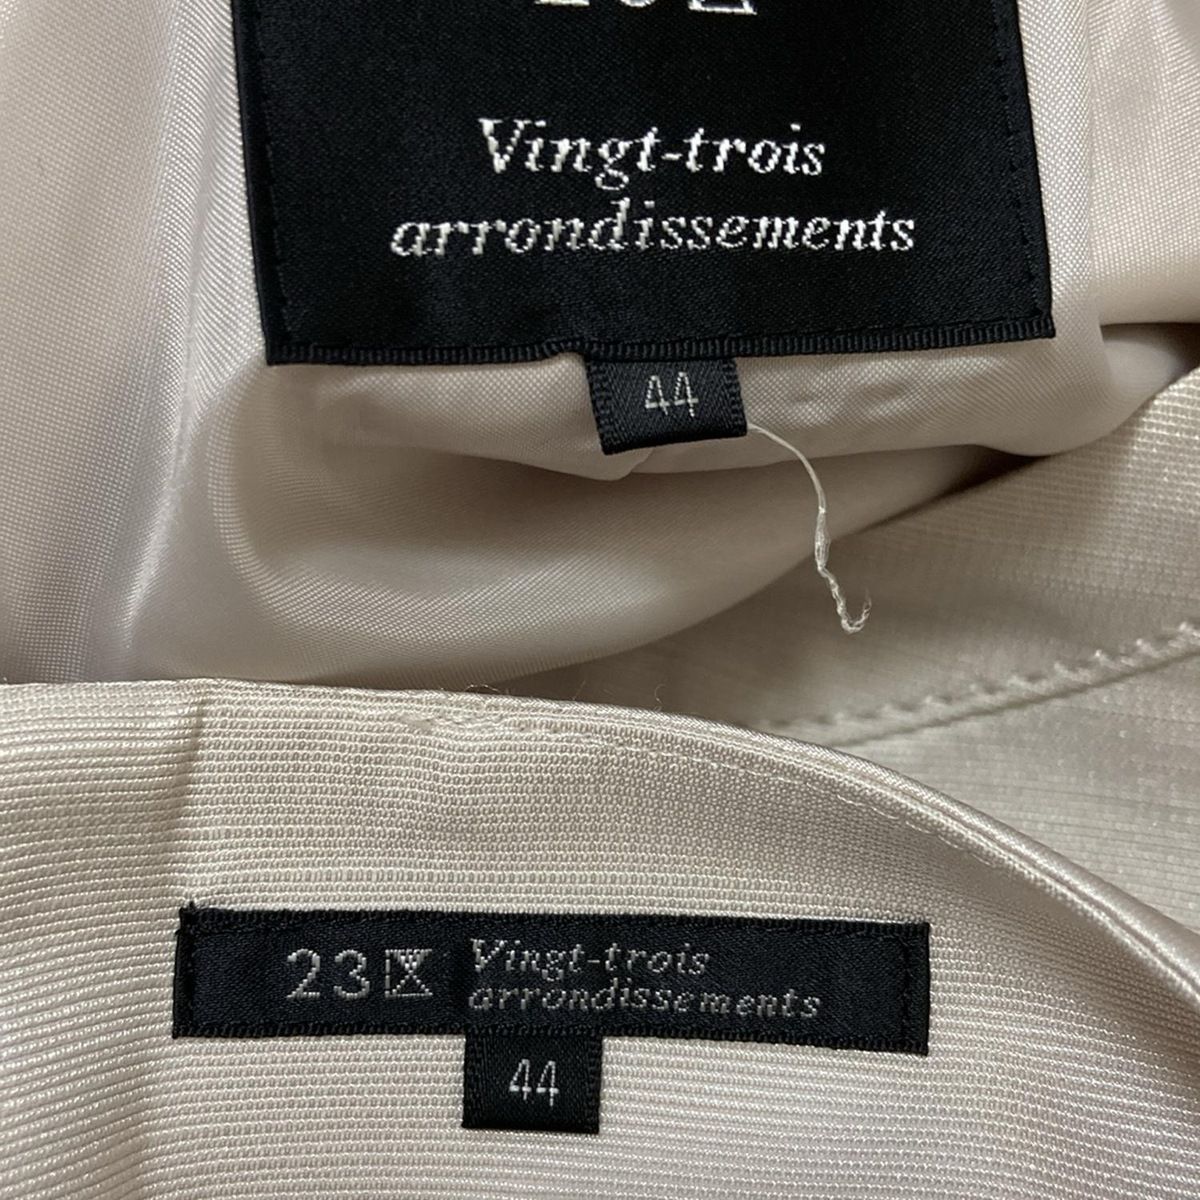 Vingt-trois
arrondissements
44
23区 Vingt-trois
arrondissements
44